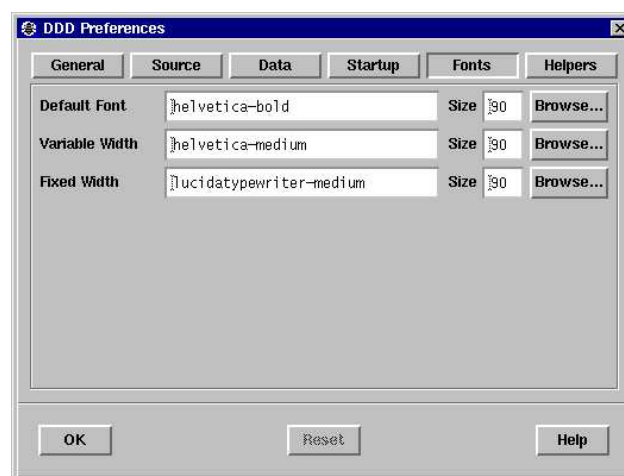 DDD Preferences
General Source Data Startup Fonts Helpers
Default Font helvetica-bold Size 90 Browse...
Variable Width helvetica-medium Size 90 Browse...
Fixed Width lucidatypewriter-medium Size 90 Browse...
OK Reset Help